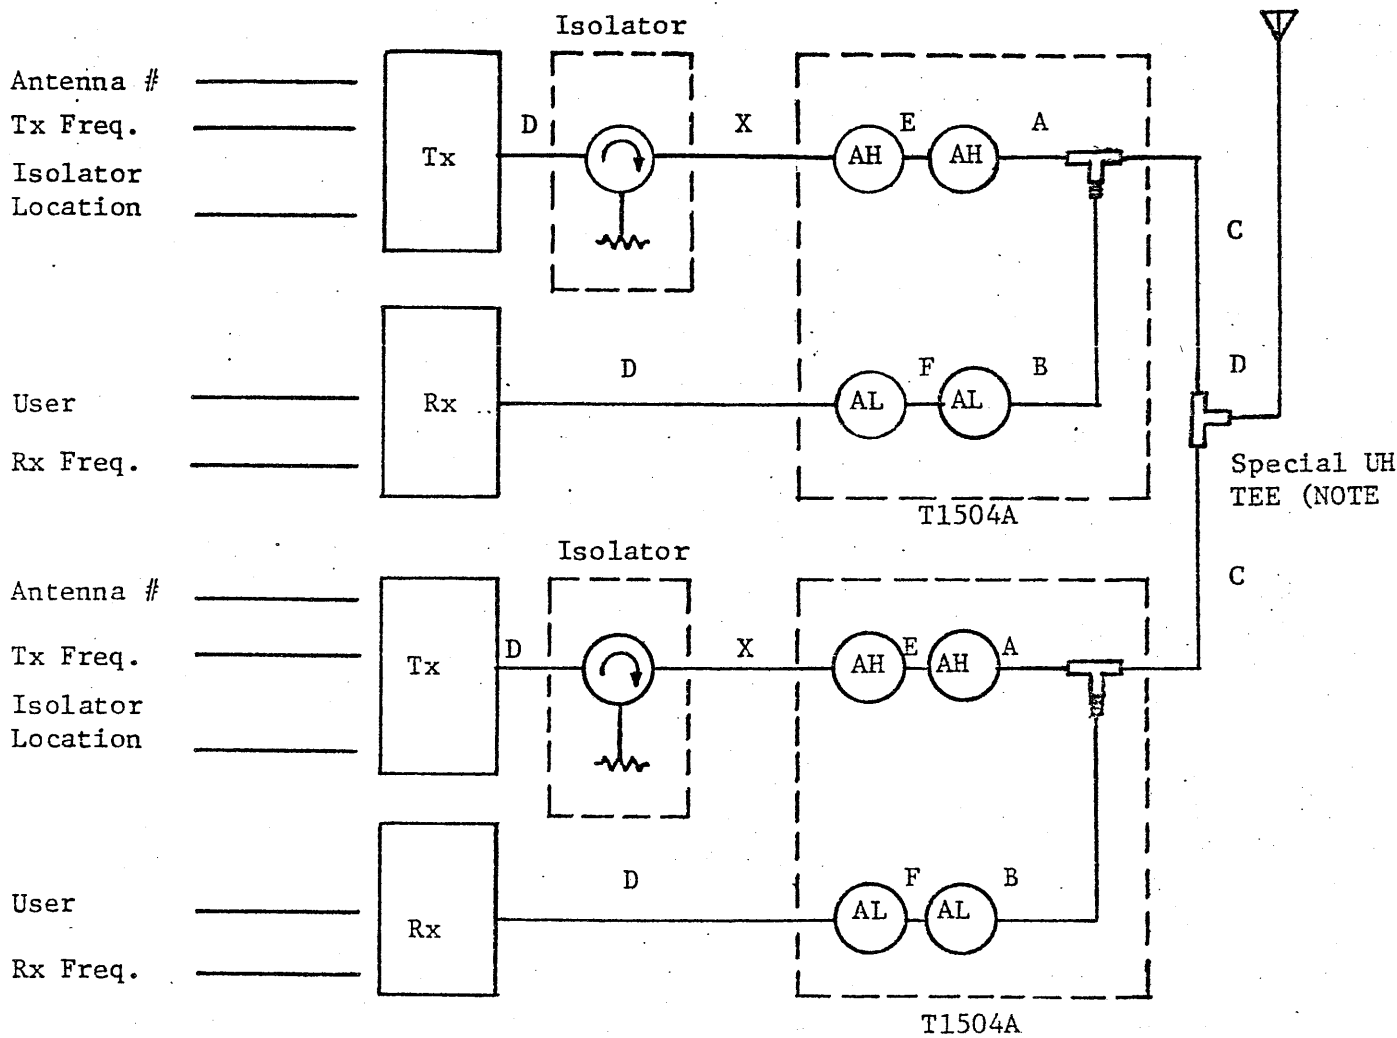 Isolator
Antenna #
Tx Freq.
Isolator
Location
Tx
D
X
AH
E
AH
A
C
User
Rx Freq.
Rx
D
AL
F
AL
B
D
Special UH
TEE (NOTE
T1504A
Isolator
C
Antenna #
Tx Freq.
Isolator
Location
Tx
D
X
AH
E
AH
A
User
Rx Freq.
Rx
D
AL
F
AL
B
T1504A